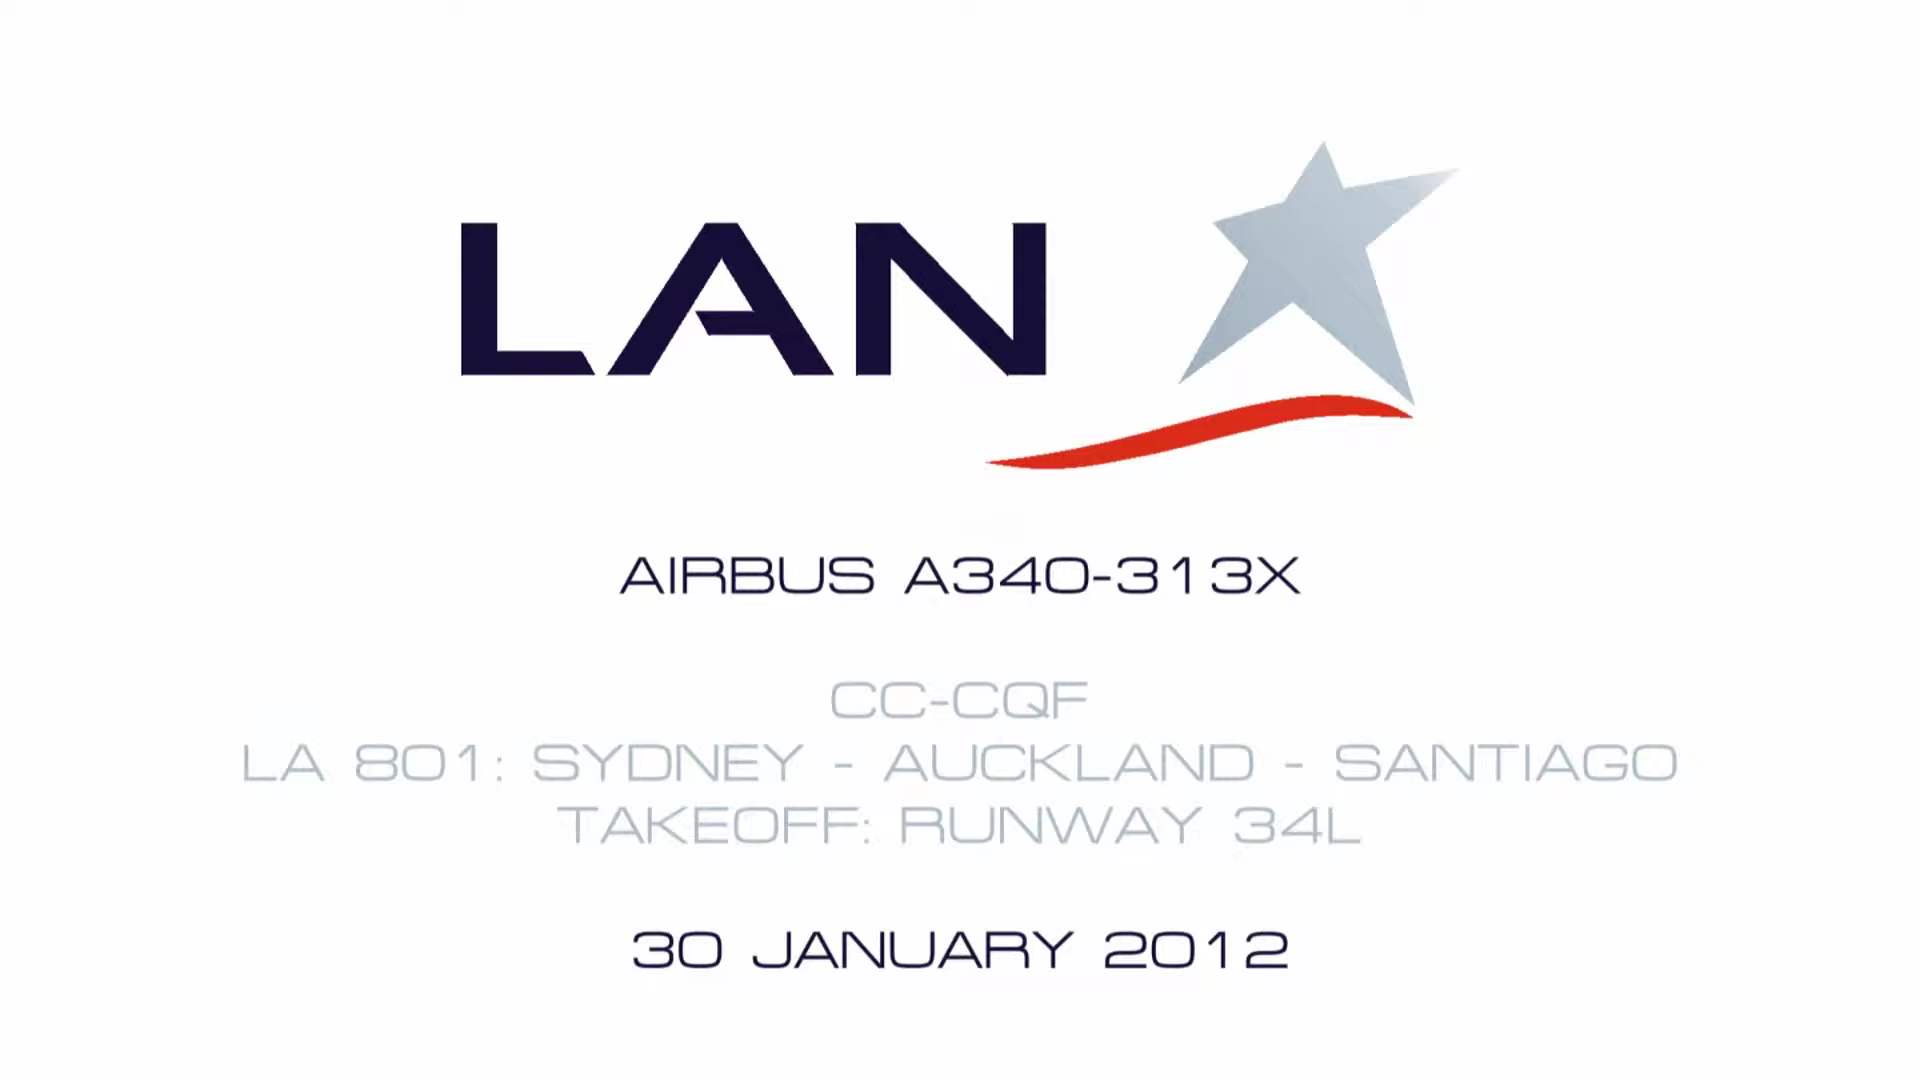 LAN
AIRBUS A340-313X
CC-CQF
LA 801: SYDNEY - AUCKLAND - SANTIAGO
TAKEOFF: RUNWAY 34L
30 JANUARY 2012